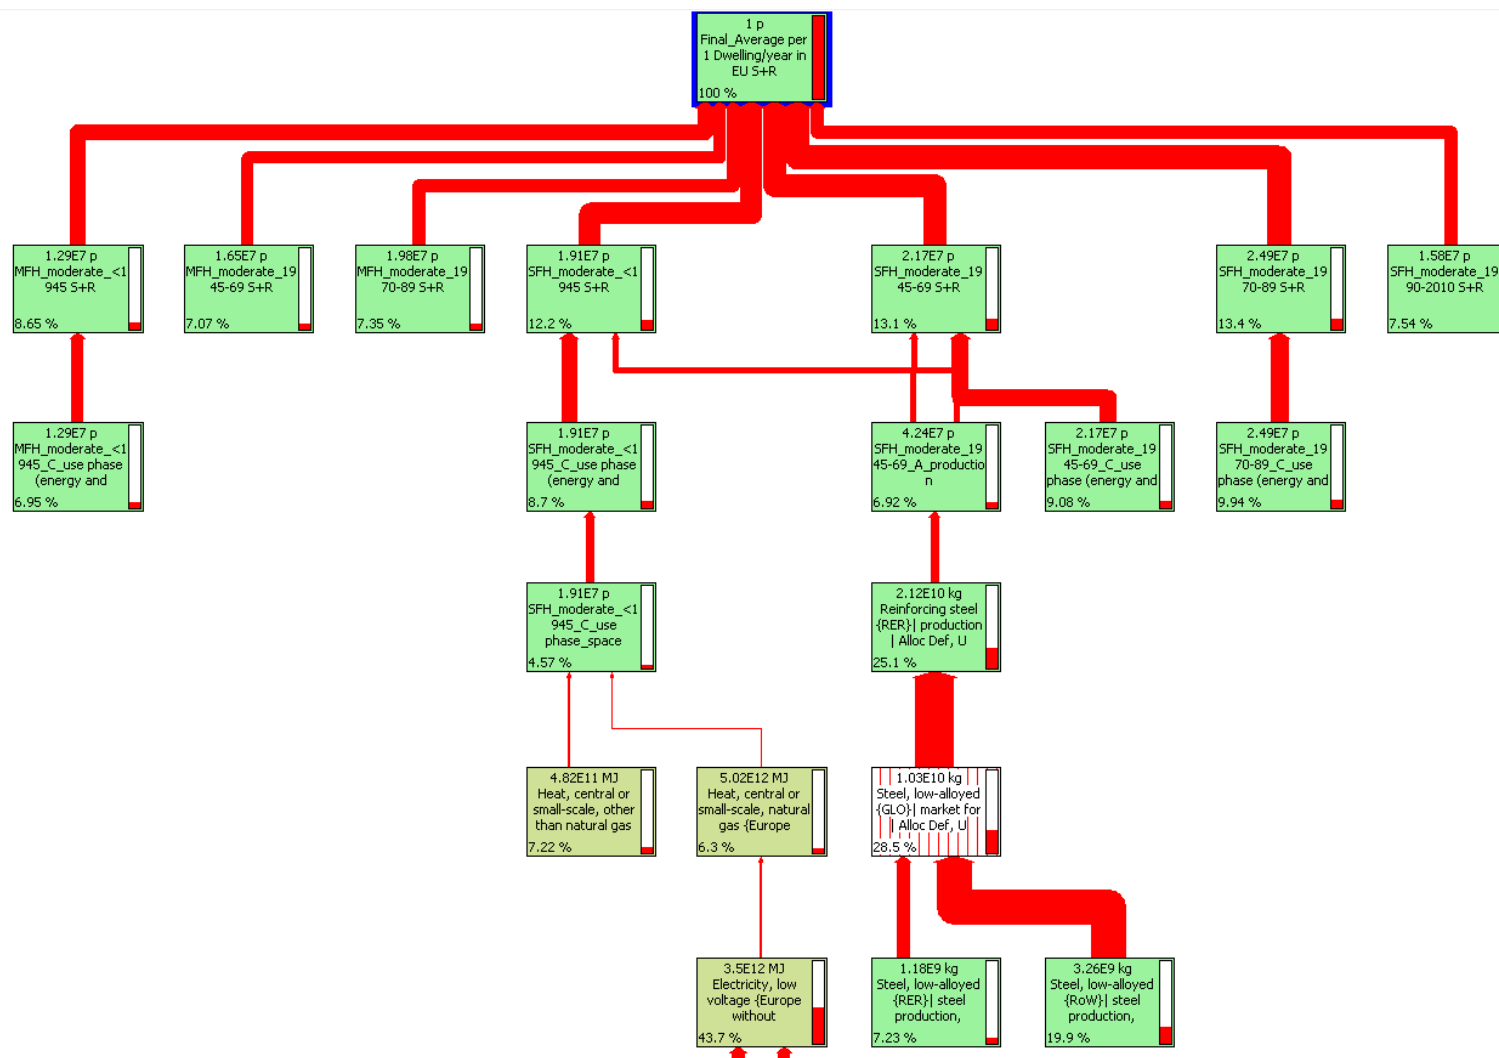 1 p
Final_Average per
1 Dwelling/year in
EU S+R
100 %
1.29E7 p
MFH_moderate_<1
945 S+R
8.65 %
1.65E7 p
MFH_moderate_19
45-69 S+R
7.07 %
1.98E7 p
MFH_moderate_19
70-89 S+R
7.35 %
1.91E7 p
SFH_moderate_<1
945 S+R
12.2 %
2.17E7 p
SFH_moderate_19
45-69 S+R
13.1 %
2.49E7 p
SFH_moderate_19
70-89 S+R
13.4 %
1.58E7 p
SFH_moderate_19
90-2010 S+R
7.54 %
1.29E7 p
MFH_moderate_<1
945_C_use phase
(energy and
6.95 %
1.91E7 p
SFH_moderate_<1
945_C_use phase
(energy and
8.7 %
4.24E7 p
SFH_moderate_19
45-69_A_productio
n
6.92 %
2.17E7 p
SFH_moderate_19
45-69_C_use
phase (energy and
9.08 %
2.49E7 p
SFH_moderate_19
70-89_C_use
phase (energy and
9.94 %
1.91E7 p
SFH_moderate_<1
945_C_use
phase_space
4.57 %
2.12E10 kg
Reinforcing steel
{RER}| production
| Alloc Def, U
25.1 %
4.82E11 MJ
Heat, central or
small-scale, other
than natural gas
7.22 %
5.02E12 MJ
Heat, central or
small-scale, natural
gas {Europe
6.3 %
1.03E10 kg
Steel, low-alloyed
{GLO}| market for
| Alloc Def, U
28.5 %
3.5E12 MJ
Electricity, low
voltage {Europe
without
43.7 %
1.18E9 kg
Steel, low-alloyed
{RER}| steel
production,
7.23 %
3.26E9 kg
Steel, low-alloyed
{RoW}| steel
production,
19.9 %